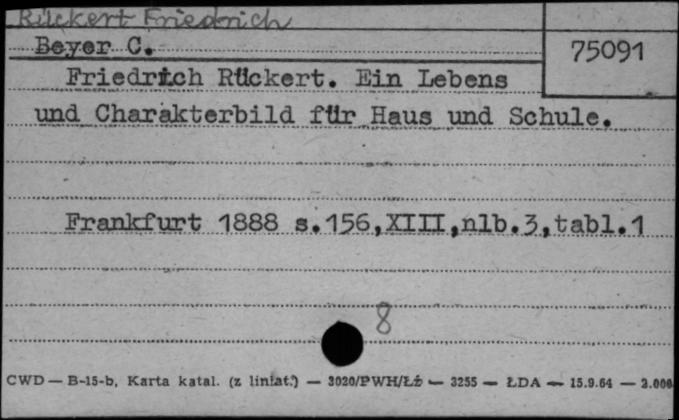 Rückert Friedrich
Beyer C.
75091
Friedrich Rückert. Ein Lebens
und Charakterbild für Haus und Schule.
Frankfurt 1888 s.156,XIII,nlb.3,tabl.1
8
CWD — B-15-b, Karta katal. (z liniat.) — 3020/PWH/Łź — 3255 — ŁDA — 15.9.64 — 2.000